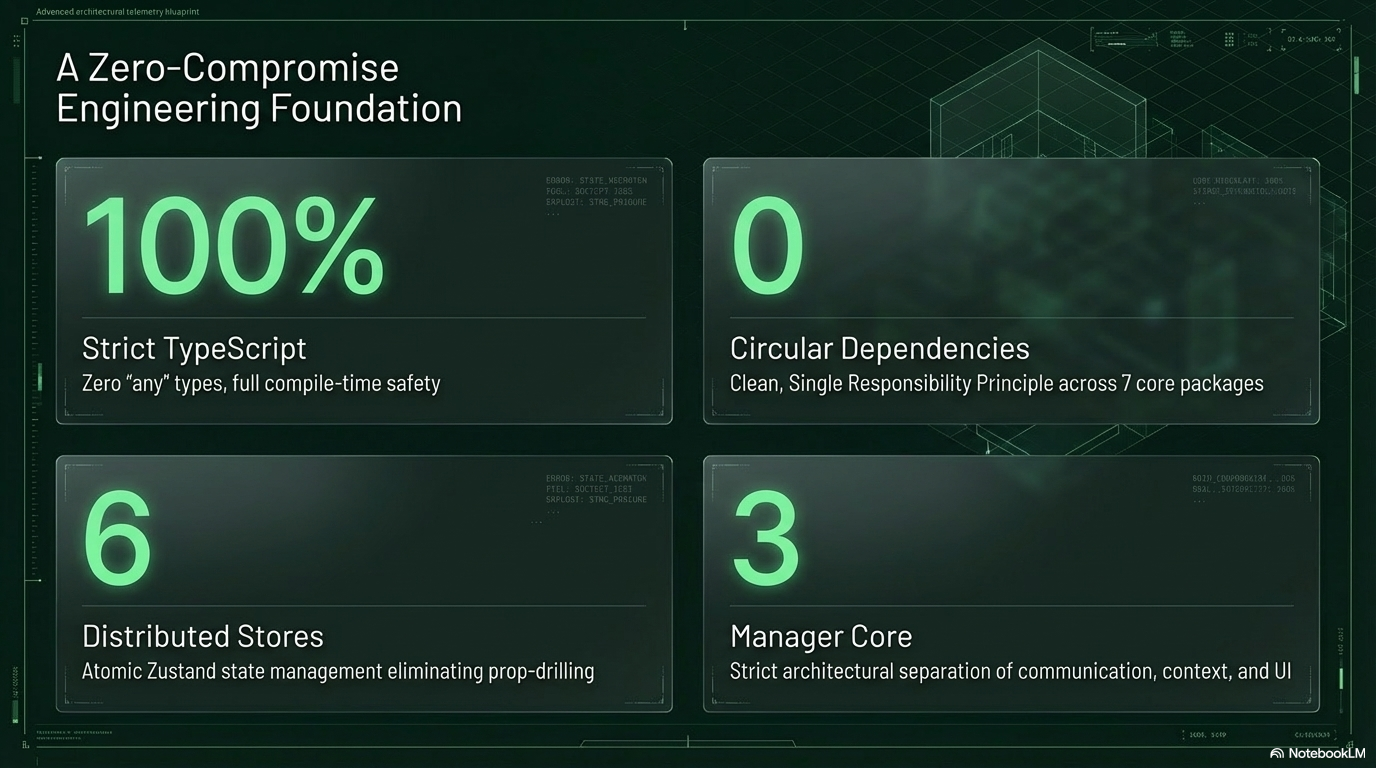 Advanced architectural telemetry hluaprint
A Zero-Compromise
Engineering Foundation
100%
Strict TypeScript
Zero “any” types, full compile-time safety
0
Circular Dependencies
Clean, Single Responsibility Principle across 7 core packages
6
Distributed Stores
Atomic Zustand state management eliminating prop-drilling
3
Manager Core
Strict architectural separation of communication, context, and UI
NotebookLM